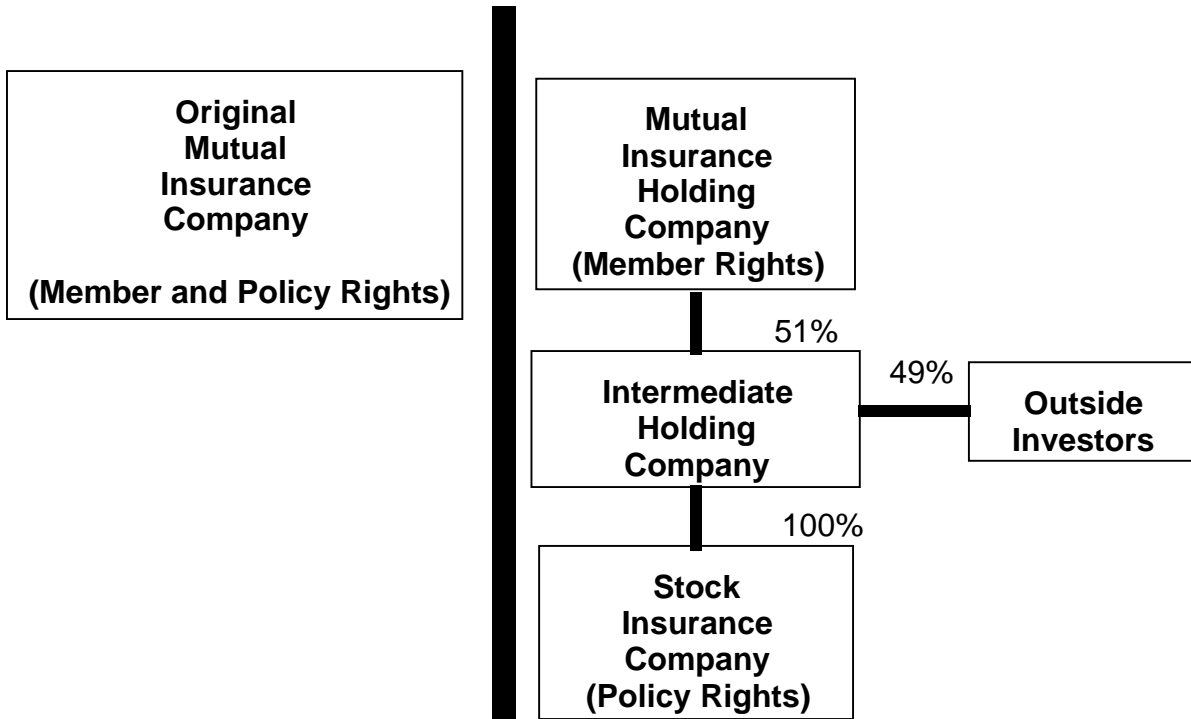 Original
Mutual
Insurance
Company
(Member and Policy Rights)
Mutual
Insurance
Holding
Company
(Member Rights)
51%
Intermediate
Holding
Company
49%
Outside
Investors
100%
Stock
Insurance
Company
(Policy Rights)